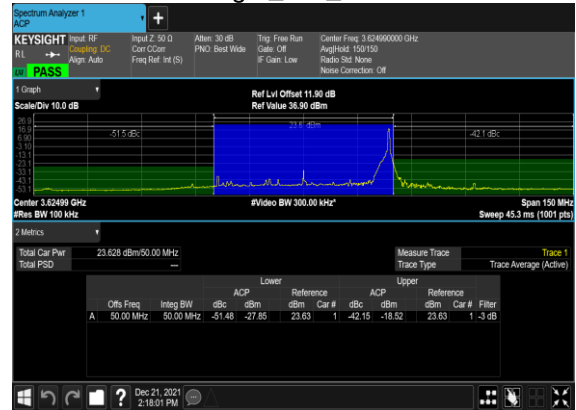 Spectrum Analyzer 1
ACP
+
KEYSIGHT Input: RF Input Z: 50 Ω Atten: 30 dB Trig: Free Run Center Freq: 3.624990000 GHz
RL Coupling: DC Corr CCorr PNO: Best Wide Gate: Off Avg|Hold: 150/150
Align: Auto Freq Ref: Int (S) IF Gain: Low Radio Std: None
Noise Correction: Off
PASS
1 Graph Ref Lvl Offset 11.90 dB
Scale/Div 10.0 dB Ref Value 36.90 dBm
26.9
16.9
6.90 -51.5 dBc -42.1 dBc
-3.10
-13.1
-23.1
-33.1
-43.1
-53.1
Center 3.62499 GHz #Video BW 300.00 kHz* Span 150 MHz
#Res BW 100 kHz Sweep 45.3 ms (1001 pts)
2 Metrics
Total Car Pwr 23.628 dBm/50.00 MHz Measure Trace Trace 1
Total PSD --- Trace Type Trace Average (Active)
Lower Upper
ACP Reference ACP Reference
Offs Freq Integ BW dBc dBm dBm Car # dBc dBm dBm Car # Filter
A 50.00 MHz 50.00 MHz -51.48 -27.85 23.63 1 -42.15 -18.52 23.63 1 -3 dB
? Dec 21, 2021
2:18:01 PM